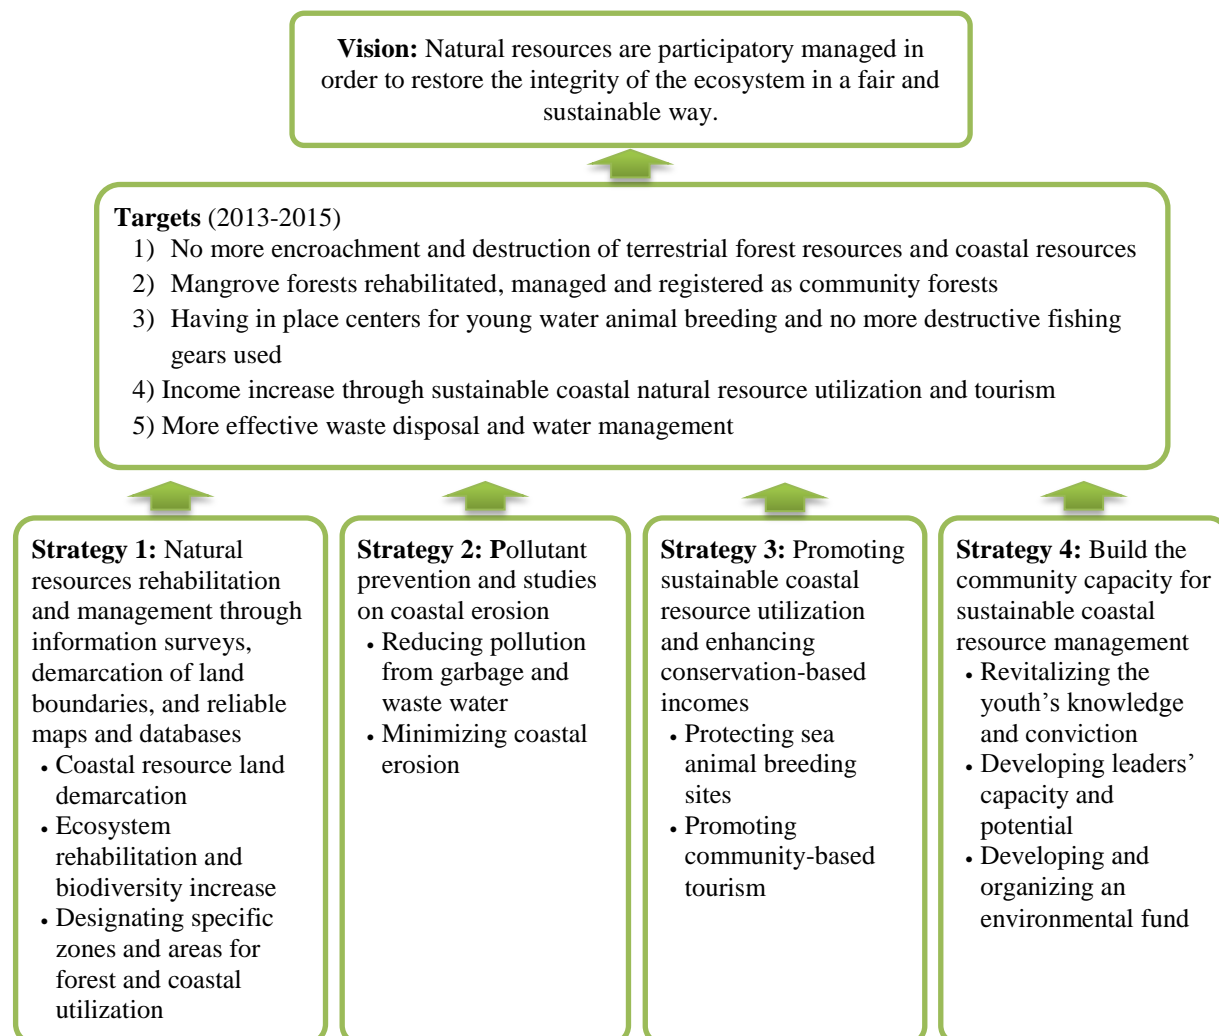 Vision: Natural resources are participatory managed in
order to restore the integrity of the ecosystem in a fair and
sustainable way.
Targets (2013-2015)
1) No more encroachment and destruction of terrestrial forest resources and coastal resources
2) Mangrove forests rehabilitated, managed and registered as community forests
3) Having in place centers for young water animal breeding and no more destructive fishing
gears used
4) Income increase through sustainable coastal natural resource utilization and tourism
5) More effective waste disposal and water management
Strategy 1: Natural
resources rehabilitation
and management through
information surveys,
demarcation of land
boundaries, and reliable
maps and databases
• Coastal resource land
demarcation
• Ecosystem
rehabilitation and
biodiversity increase
• Designating specific
zones and areas for
forest and coastal
utilization
Strategy 2: Pollutant
prevention and studies
on coastal erosion
• Reducing pollution
from garbage and
waste water
• Minimizing coastal
erosion
Strategy 3: Promoting
sustainable coastal
resource utilization
and enhancing
conservation-based
incomes
• Protecting sea
animal breeding
sites
• Promoting
community-based
tourism
Strategy 4: Build the
community capacity for
sustainable coastal
resource management
• Revitalizing the
youth’s knowledge
and conviction
• Developing leaders’
capacity and
potential
• Developing and
organizing an
environmental fund